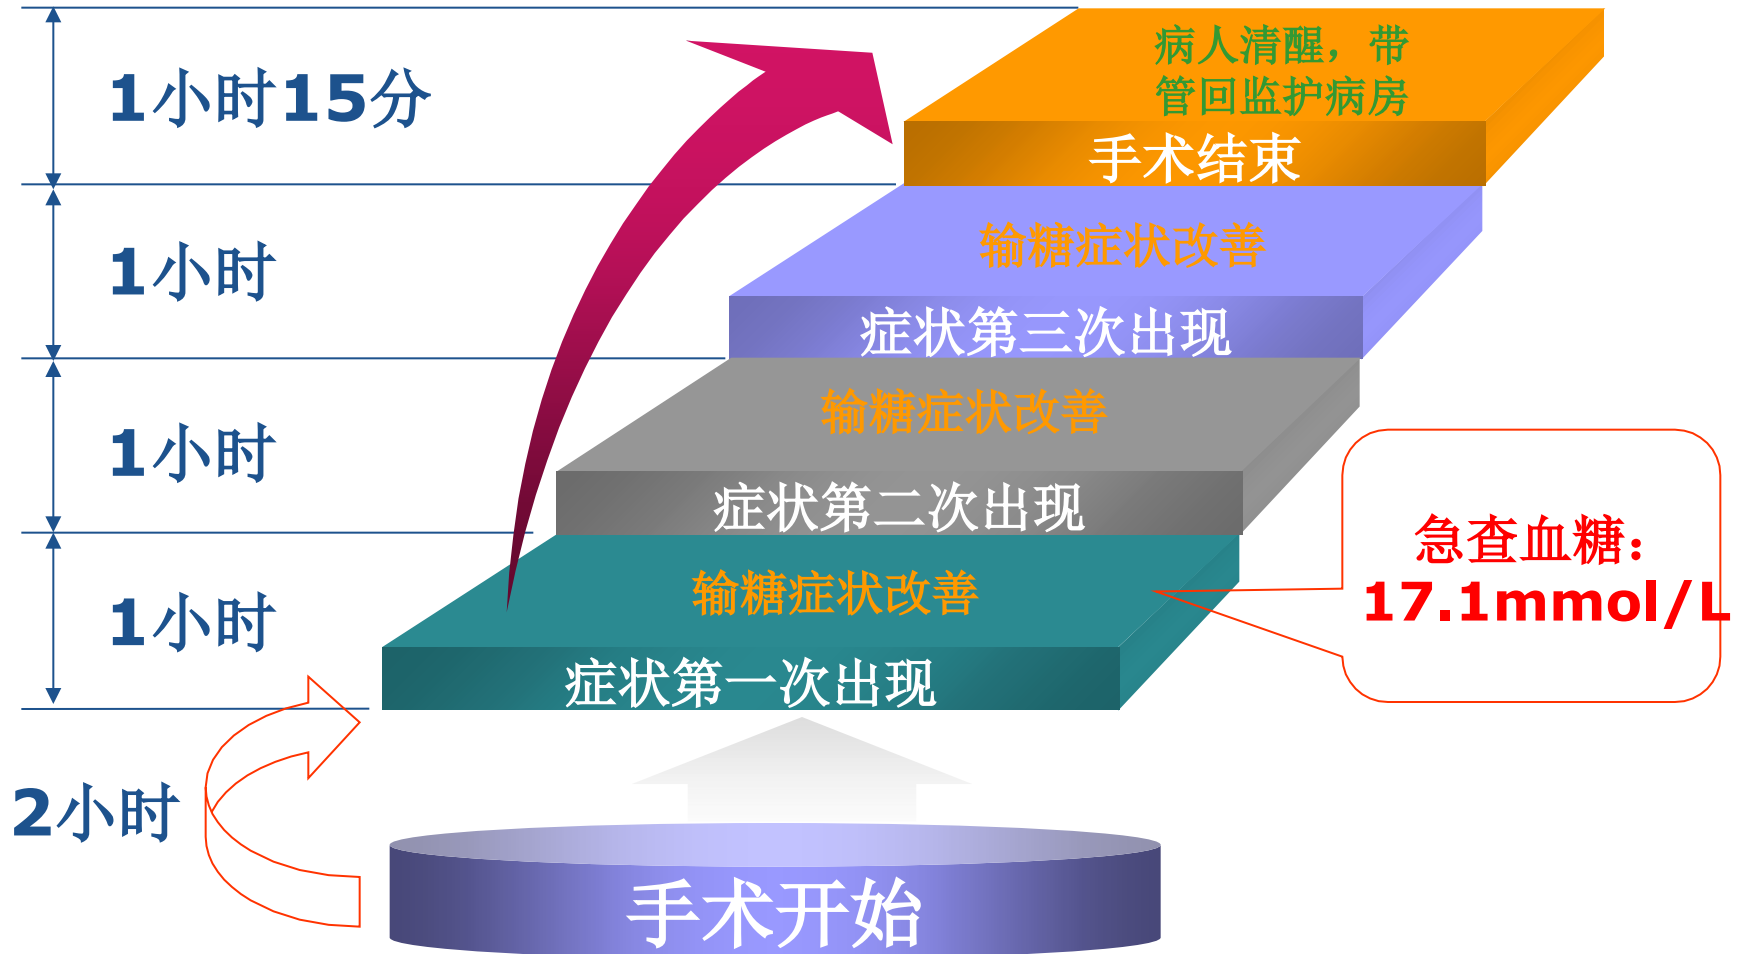 病人清醒，带
管回监护病房
1小时15分
手术结束
输糖症状改善
1小时
症状第三次出现
输糖症状改善
1小时
症状第二次出现
急查血糖：
17.1mmol/L
输糖症状改善
1小时
症状第一次出现
2小时
手术开始